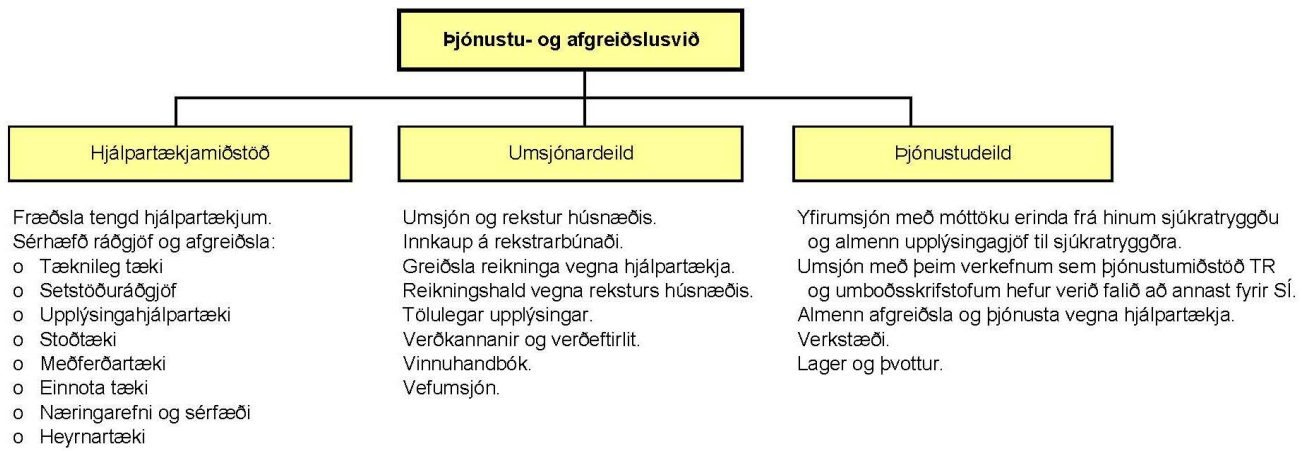 Þjónustu- og afgreiðslusvið
Hjálpartækjamiðstöð
Fræðsla tengd hjálpartækjum.
Sérhæfð ráðgjöf og afgreiðsla:
o Tæknileg tæki
o Setstöðuráðgjöf
o Upplýsingahjálpartæki
o Stoðtæki
o Meðferðartæki
o Einnota tæki
o Næringarefni og sérfæði
o Heyrnartæki
Umsjónardeild
Umsjón og rekstur húsnæðis.
Innkaup á rekstrarbúnaði.
Greiðsla reikninga vegna hjálpartækja.
Reikningshald vegna reksturs húsnæðis.
Tölulegar upplýsingar.
Verðkannanir og verðeftirlit.
Vinnuhandbók.
Vefumsjón.
Þjónustudeild
Yfirumsjón með móttöku erinda frá hinum sjúkratryggðu
og almenn upplýsingagjöf til sjúkratryggðra.
Umsjón með þeim verkefnum sem þjónustumiðstöð TR
og umboðsskrifstofum hefur verið falið að annast fyrir SÍ.
Almenn afgreiðsla og þjónusta vegna hjálpartækja.
Verkstæði.
Lager og þvottur.